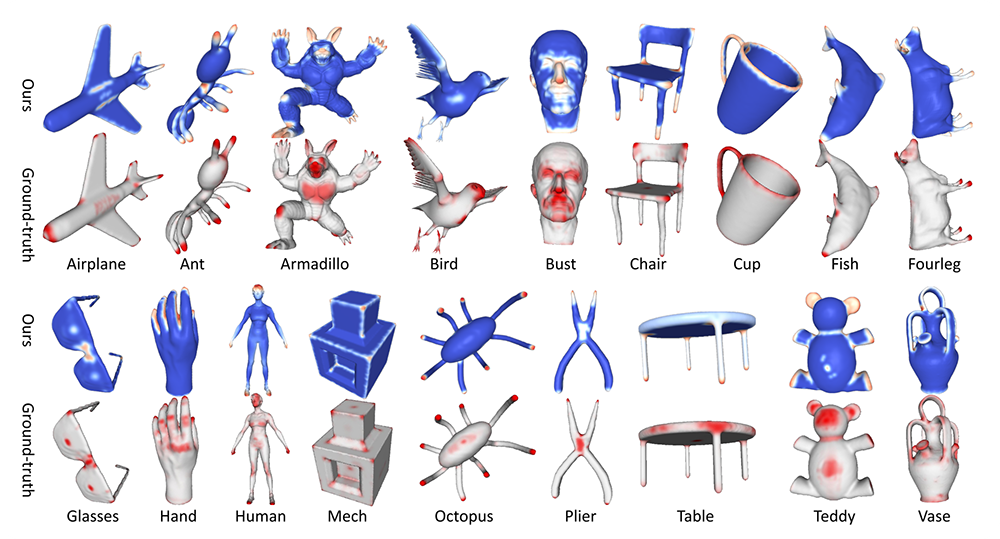 Ours
Ground-truth
Airplane Ant Armadillo Bird Bust Chair Cup Fish Fourleg
Ours
Ground-truth
Glasses Hand Human Mech Octopus Plier Table Teddy Vase